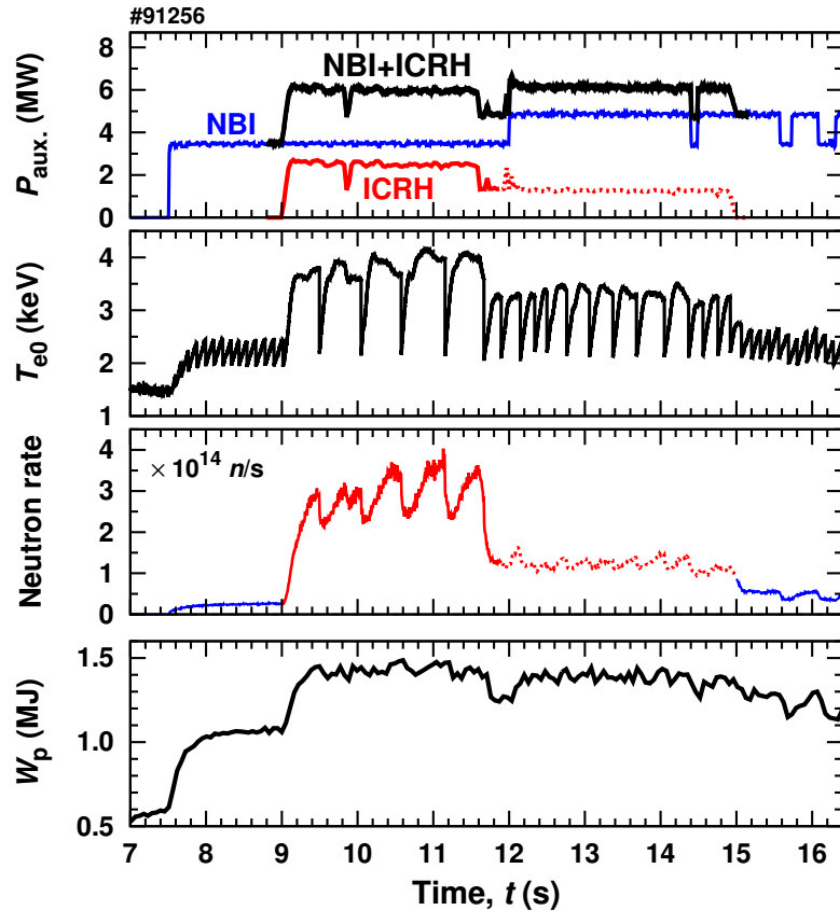 #91256
P_aux. (MW)
8
6
4
2
0
NBI+ICRH
NBI
ICRH
T_e0 (keV)
4
3
2
1
Neutron rate
4
3
2
1
0
× 10^14 n/s
W_p (MJ)
1.5
1.0
0.5
7 8 9 10 11 12 13 14 15 16
Time, t (s)